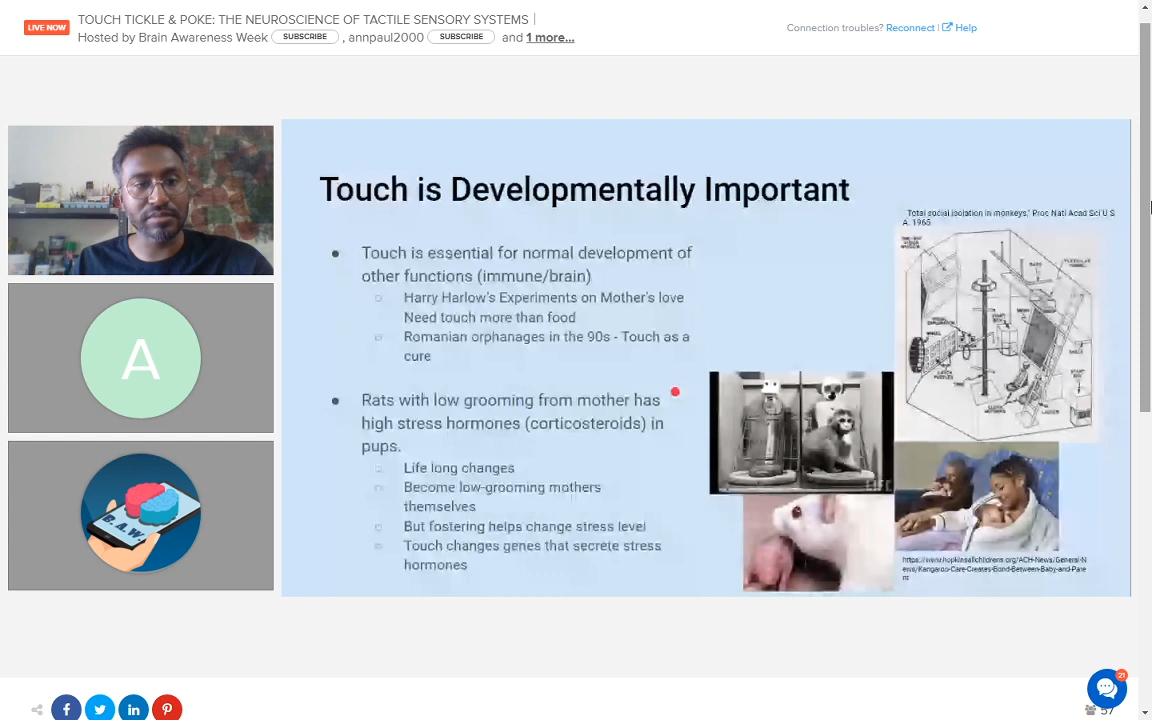 TOUCH TICKLE & POKE: THE NEUROSCIENCE OF TACTILE SENSORY SYSTEMS
LIVE NOW
Hosted by Brain Awareness Week SUBSCRIBE , annpaul2000 SUBSCRIBE and 1 more...
Connection troubles? Reconnect | Help
Touch is Developmentally Important
"Total social isolation in monkeys," Proc Natl Acad Sci U S
A. 1965
Touch is essential for normal development of
other functions (immune/brain)
Harry Harlow's Experiments on Mother's love
Need touch more than food
Romanian orphanages in the 90s - Touch as a
cure
Rats with low grooming from mother has
high stress hormones (corticosteroids) in
pups.
Life long changes
Become low-grooming mothers
themselves
But fostering helps change stress level
Touch changes genes that secrete stress
hormones
LIFE
https://www.hopkinsallchildrens.org/ACH-News/General-N
ews/Kangaroo-Care-Creates-Bond-Between-Baby-and-Pare
nt
A
B.A.W.
21
57